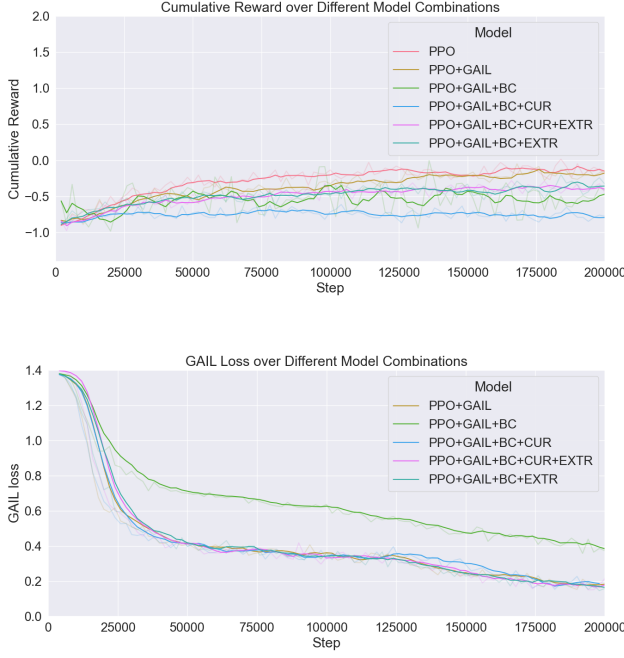 Cumulative Reward over Different Model Combinations
2.0
1.5
1.0
0.5
0.0
−0.5
−1.0
Cumulative Reward
Model
PPO
PPO+GAIL
PPO+GAIL+BC
PPO+GAIL+BC+CUR
PPO+GAIL+BC+CUR+EXTR
PPO+GAIL+BC+EXTR
0 25000 50000 75000 100000 125000 150000 175000 200000
Step
GAIL Loss over Different Model Combinations
1.4
1.2
1.0
0.8
0.6
0.4
0.2
0.0
GAIL loss
Model
PPO+GAIL
PPO+GAIL+BC
PPO+GAIL+BC+CUR
PPO+GAIL+BC+CUR+EXTR
PPO+GAIL+BC+EXTR
0 25000 50000 75000 100000 125000 150000 175000 200000
Step